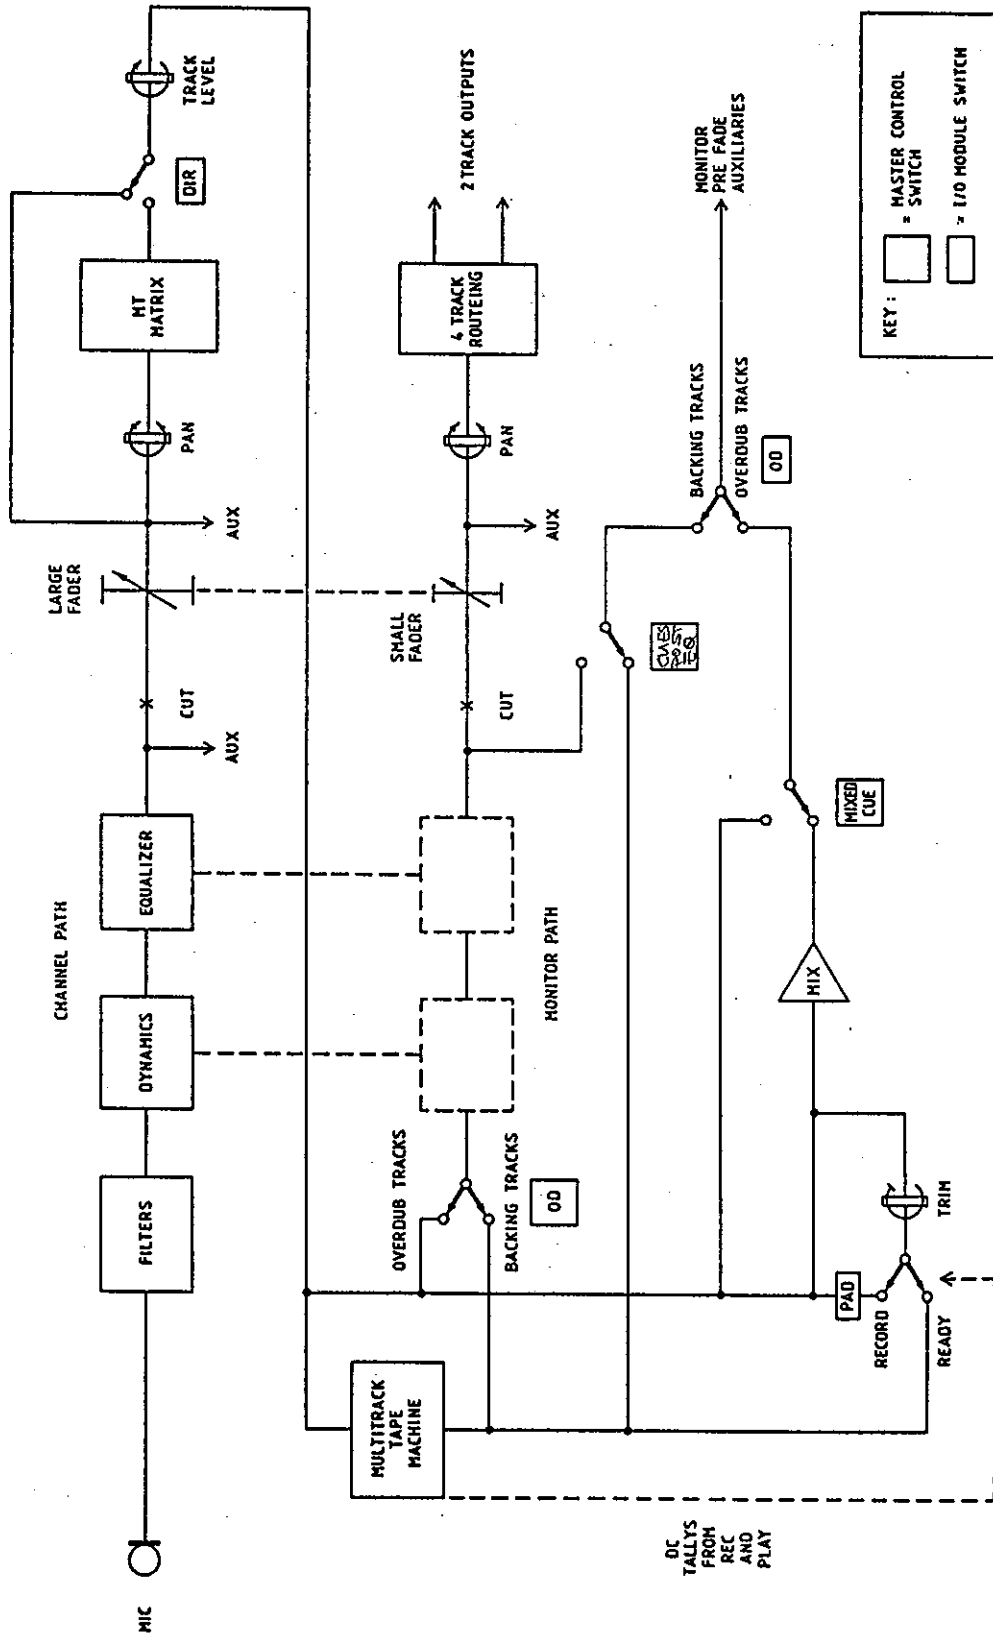 CHANNEL PATH
MIC
FILTERS
DYNAMICS
EQUALIZER
AUX
CUT
LARGE
FADER
AUX
PAN
MT
MATRIX
DIR
TRACK
LEVEL
MULTITRACK
TAPE
MACHINE
OVERDUB TRACKS
BACKING TRACKS
OD
MONITOR PATH
CUT
SMALL
FADER
AUX
PAN
4 TRACK
ROUTEING
2 TRACK OUTPUTS
CUES
POST
EQ
BACKING TRACKS
OVERDUB TRACKS
OD
MONITOR
PRE FADE
AUXILIARIES
DC
TALLYS
FROM
REC
AND
PLAY
RECORD
READY
PAD
TRIM
MIX
MIXED
CUE
KEY:
= MASTER CONTROL
SWITCH
= I/O MODULE SWITCH